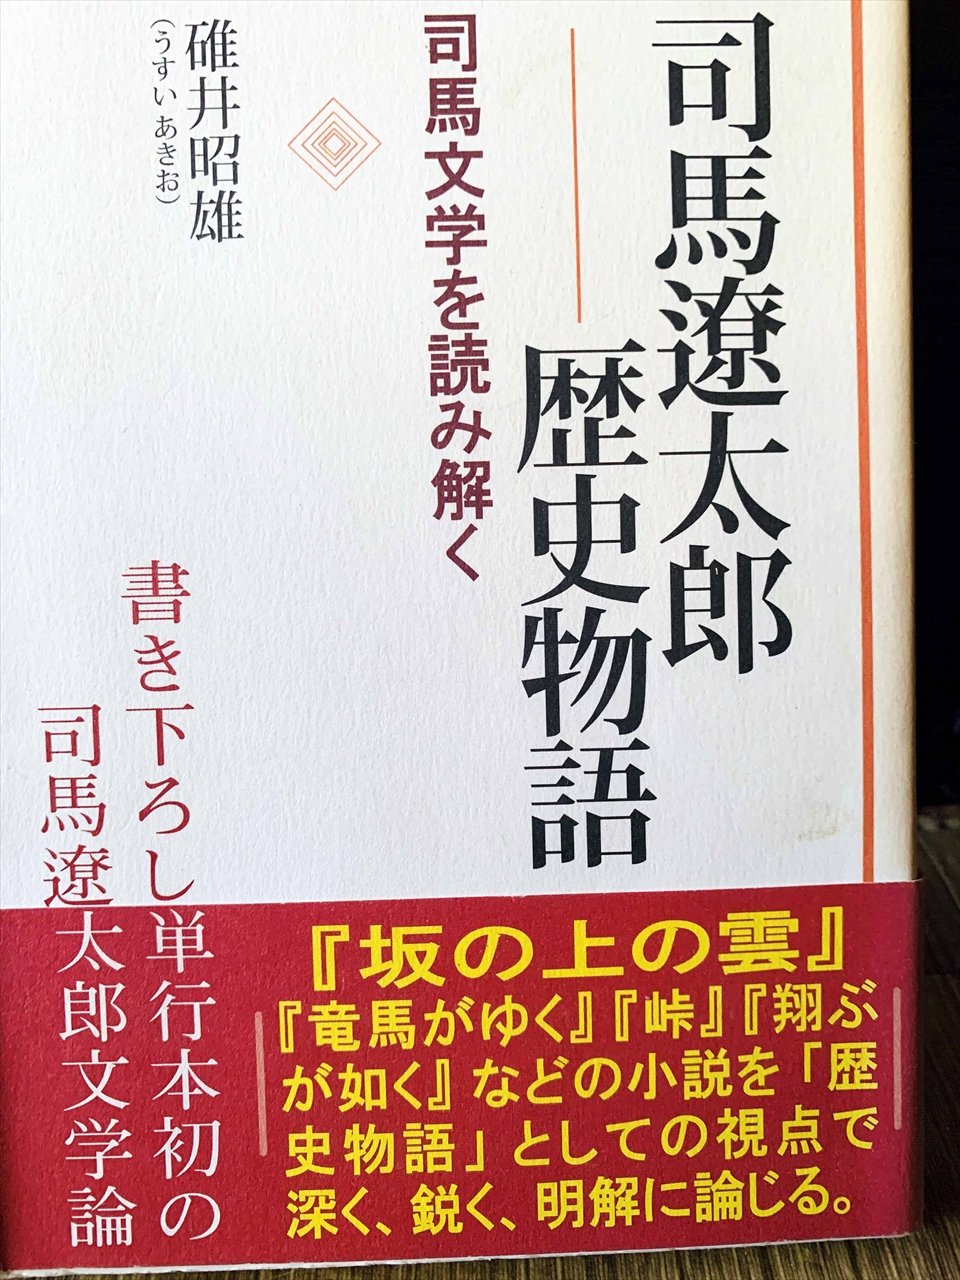 司馬遼太郎
歴史物語
司馬文学を読み解く
碓井昭雄
（うすい あきお）
書き下ろし単行本初の
司馬遼太郎文学論
『坂の上の雲』
『竜馬がゆく』『峠』『翔ぶ
が如く』などの小説を「歴
史物語」としての視点で
深く、鋭く、明解に論じる。